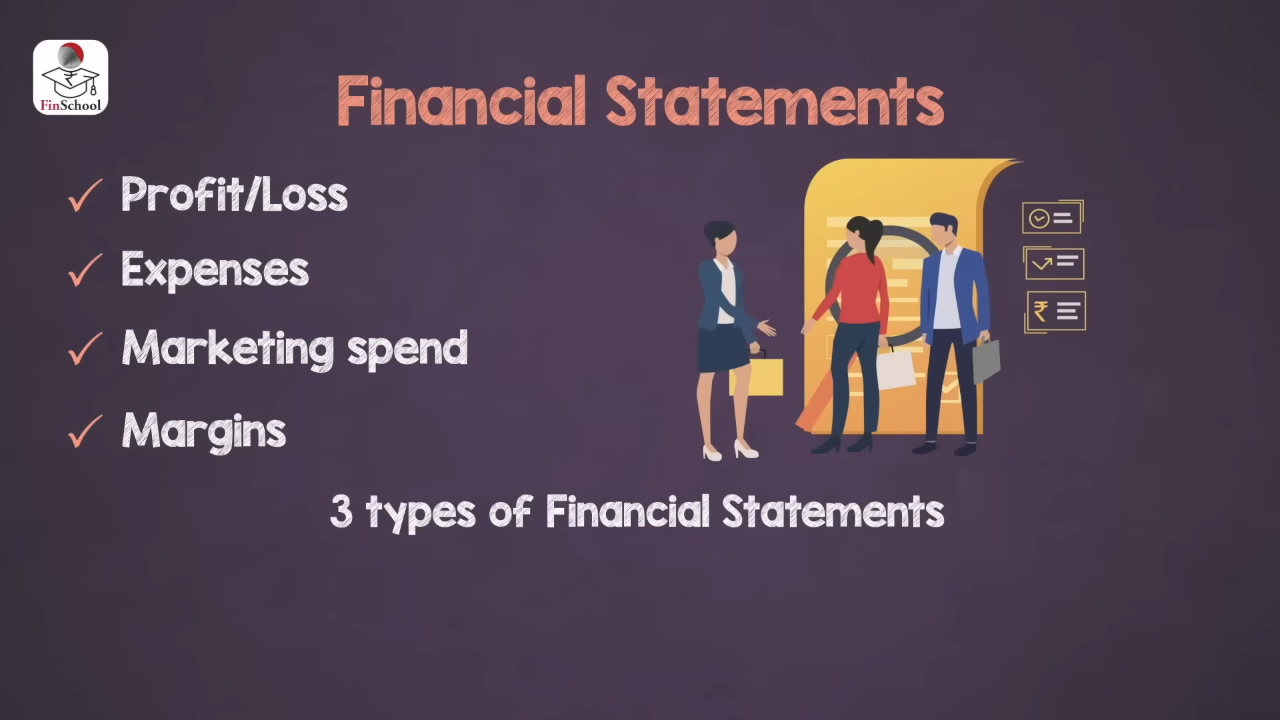 FinSchool
Financial Statements
Profit/Loss
Expenses
Marketing spend
Margins
₹
3 types of Financial Statements